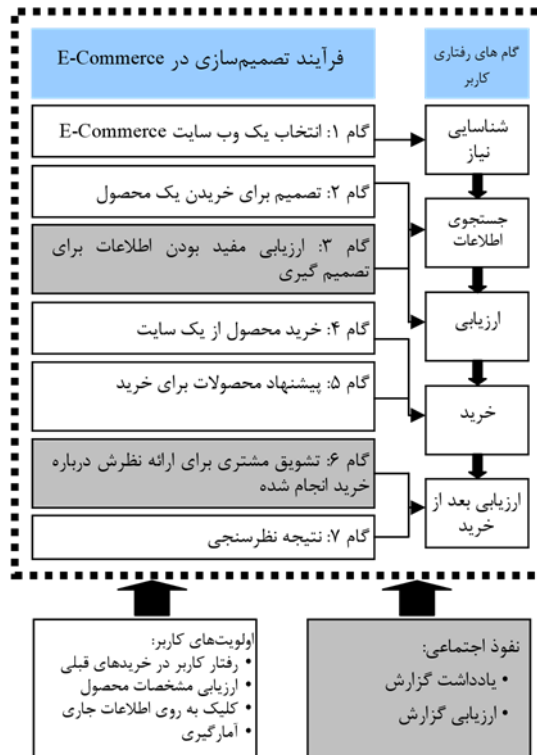 گام های رفتاری
کاربر
فرآیند تصمیم‌سازی در E-Commerce
شناسایی
نیاز
جستجوی
اطلاعات
ارزیابی
خرید
ارزیابی بعد از
خرید
گام ۱: انتخاب یک وب سایت E-Commerce
گام ۲: تصمیم برای خریدن یک محصول
گام ۳: ارزیابی مفید بودن اطلاعات برای
تصمیم گیری
گام ۴: خرید محصول از یک سایت
گام ۵: پیشنهاد محصولات برای خرید
گام ۶: تشویق مشتری برای ارائه نظرش درباره
خرید انجام شده
گام ۷: نتیجه نظرسنجی
نفوذ اجتماعی:
• یادداشت گزارش
• ارزیابی گزارش
اولویت‌های کاربر:
• رفتار کاربر در خریدهای قبلی
• ارزیابی مشخصات محصول
• کلیک به روی اطلاعات جاری
• آمارگیری